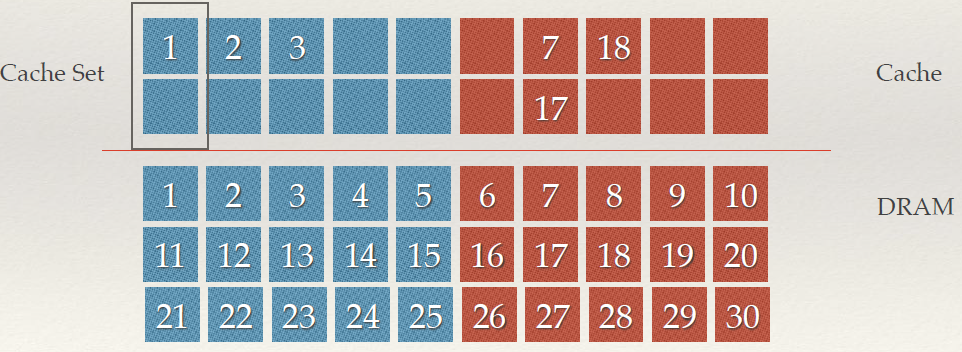 1 2 3 7 18
Cache Set Cache
17
1 2 3 4 5 6 7 8 9 10
DRAM
11 12 13 14 15 16 17 18 19 20
21 22 23 24 25 26 27 28 29 30